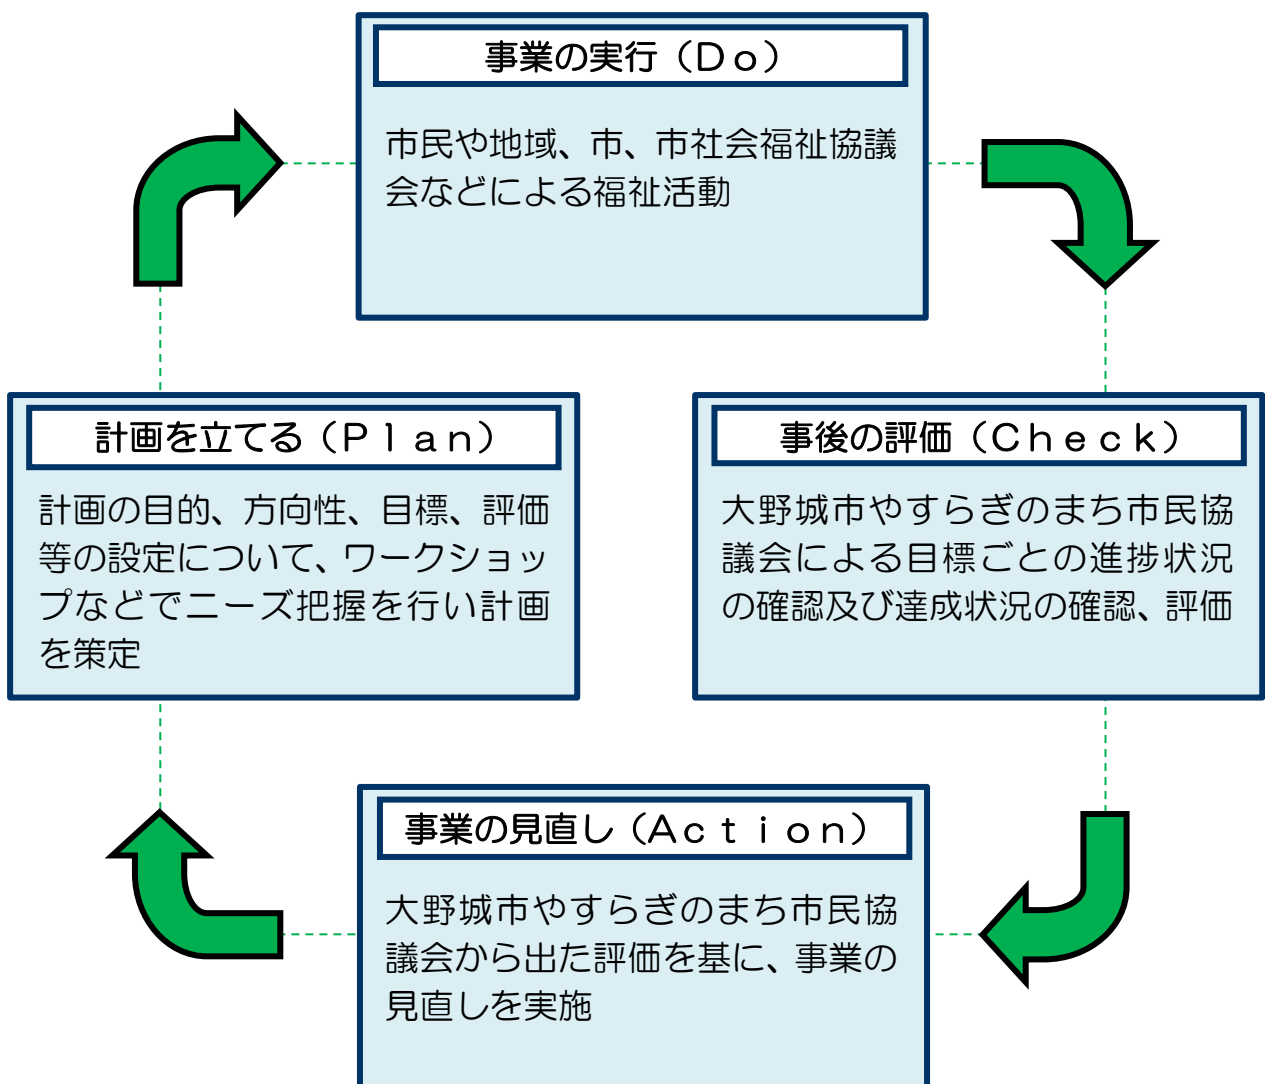 事業の実行（Ｄｏ）
市民や地域、市、市社会福祉協議
会などによる福祉活動
計画を立てる（Ｐｌａｎ）
計画の目的、方向性、目標、評価
等の設定について、ワークショッ
プなどでニーズ把握を行い計画
を策定
事後の評価（Ｃｈｅｃｋ）
大野城市やすらぎのまち市民協
議会による目標ごとの進捗状況
の確認及び達成状況の確認、評価
事業の見直し（Ａｃｔｉｏｎ）
大野城市やすらぎのまち市民協
議会から出た評価を基に、事業の
見直しを実施